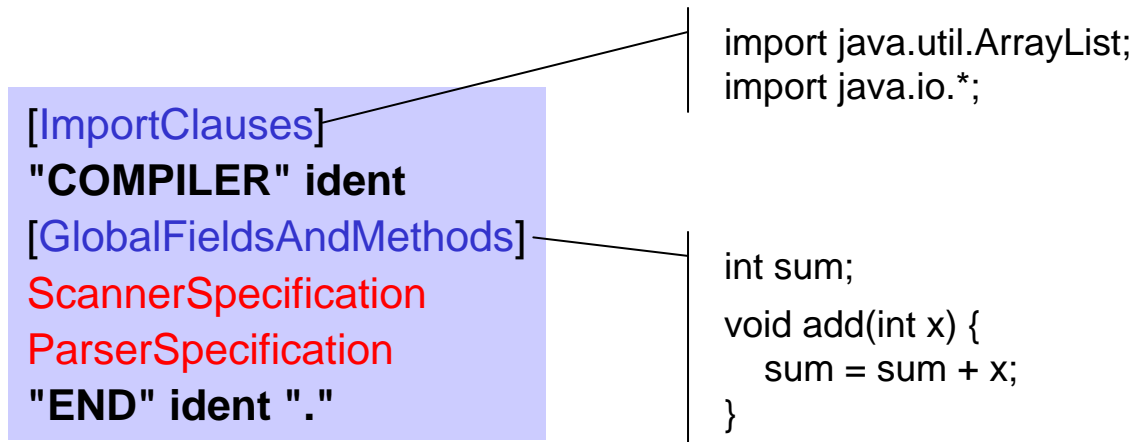 [ImportClauses]
"COMPILER" ident
[GlobalFieldsAndMethods]
ScannerSpecification
ParserSpecification
"END" ident "."
import java.util.ArrayList;
import java.io.*;
int sum;
void add(int x) {
sum = sum + x;
}